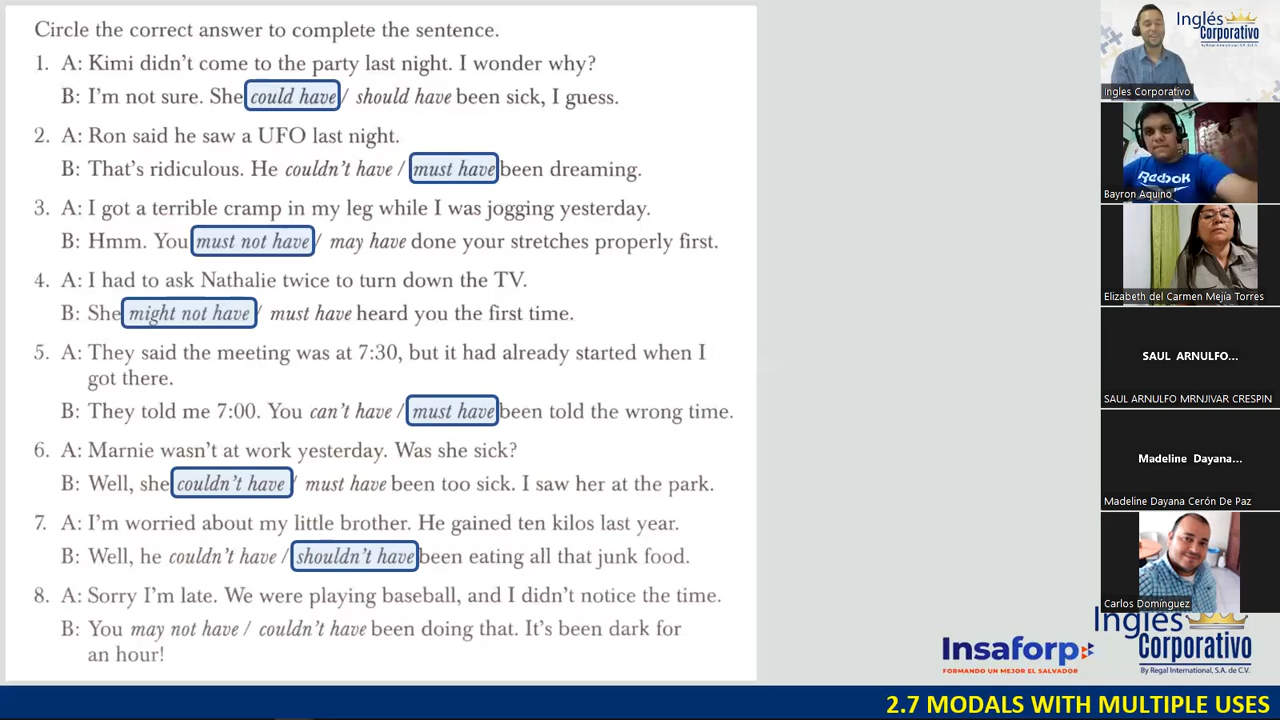 Circle the correct answer to complete the sentence.
1. A: Kimi didn't come to the party last night. I wonder why?
B: I'm not sure. She could have / should have been sick, I guess.
2. A: Ron said he saw a UFO last night.
B: That's ridiculous. He couldn't have / must have been dreaming.
3. A: I got a terrible cramp in my leg while I was jogging yesterday.
B: Hmm. You must not have / may have done your stretches properly first.
4. A: I had to ask Nathalie twice to turn down the TV.
B: She might not have / must have heard you the first time.
5. A: They said the meeting was at 7:30, but it had already started when I
got there.
B: They told me 7:00. You can't have / must have been told the wrong time.
6. A: Marnie wasn't at work yesterday. Was she sick?
B: Well, she couldn't have / must have been too sick. I saw her at the park.
7. A: I'm worried about my little brother. He gained ten kilos last year.
B: Well, he couldn't have / shouldn't have been eating all that junk food.
8. A: Sorry I'm late. We were playing baseball, and I didn't notice the time.
B: You may not have / couldn't have been doing that. It's been dark for
an hour!
Inglés
Corporativo
By Regal International, S.A. de C.V.
Ingles Corporativo
Reebok
Bayron Aquino
Elizabeth del Carmen Mejía Torres
SAUL ARNULFO...
SAUL ARNULFO MRNJIVAR CRESPIN
Madeline Dayana...
Madeline Dayana Cerón De Paz
Carlos Domínguez
Insaforp
FORMANDO UN MEJOR EL SALVADOR
Inglés
Corporativo
By Regal International, S.A. de C.V.
2.7 MODALS WITH MULTIPLE USES